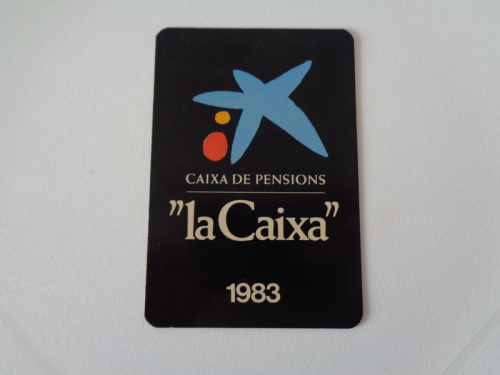 CAIXA DE PENSIONS
"la Caixa"
1983